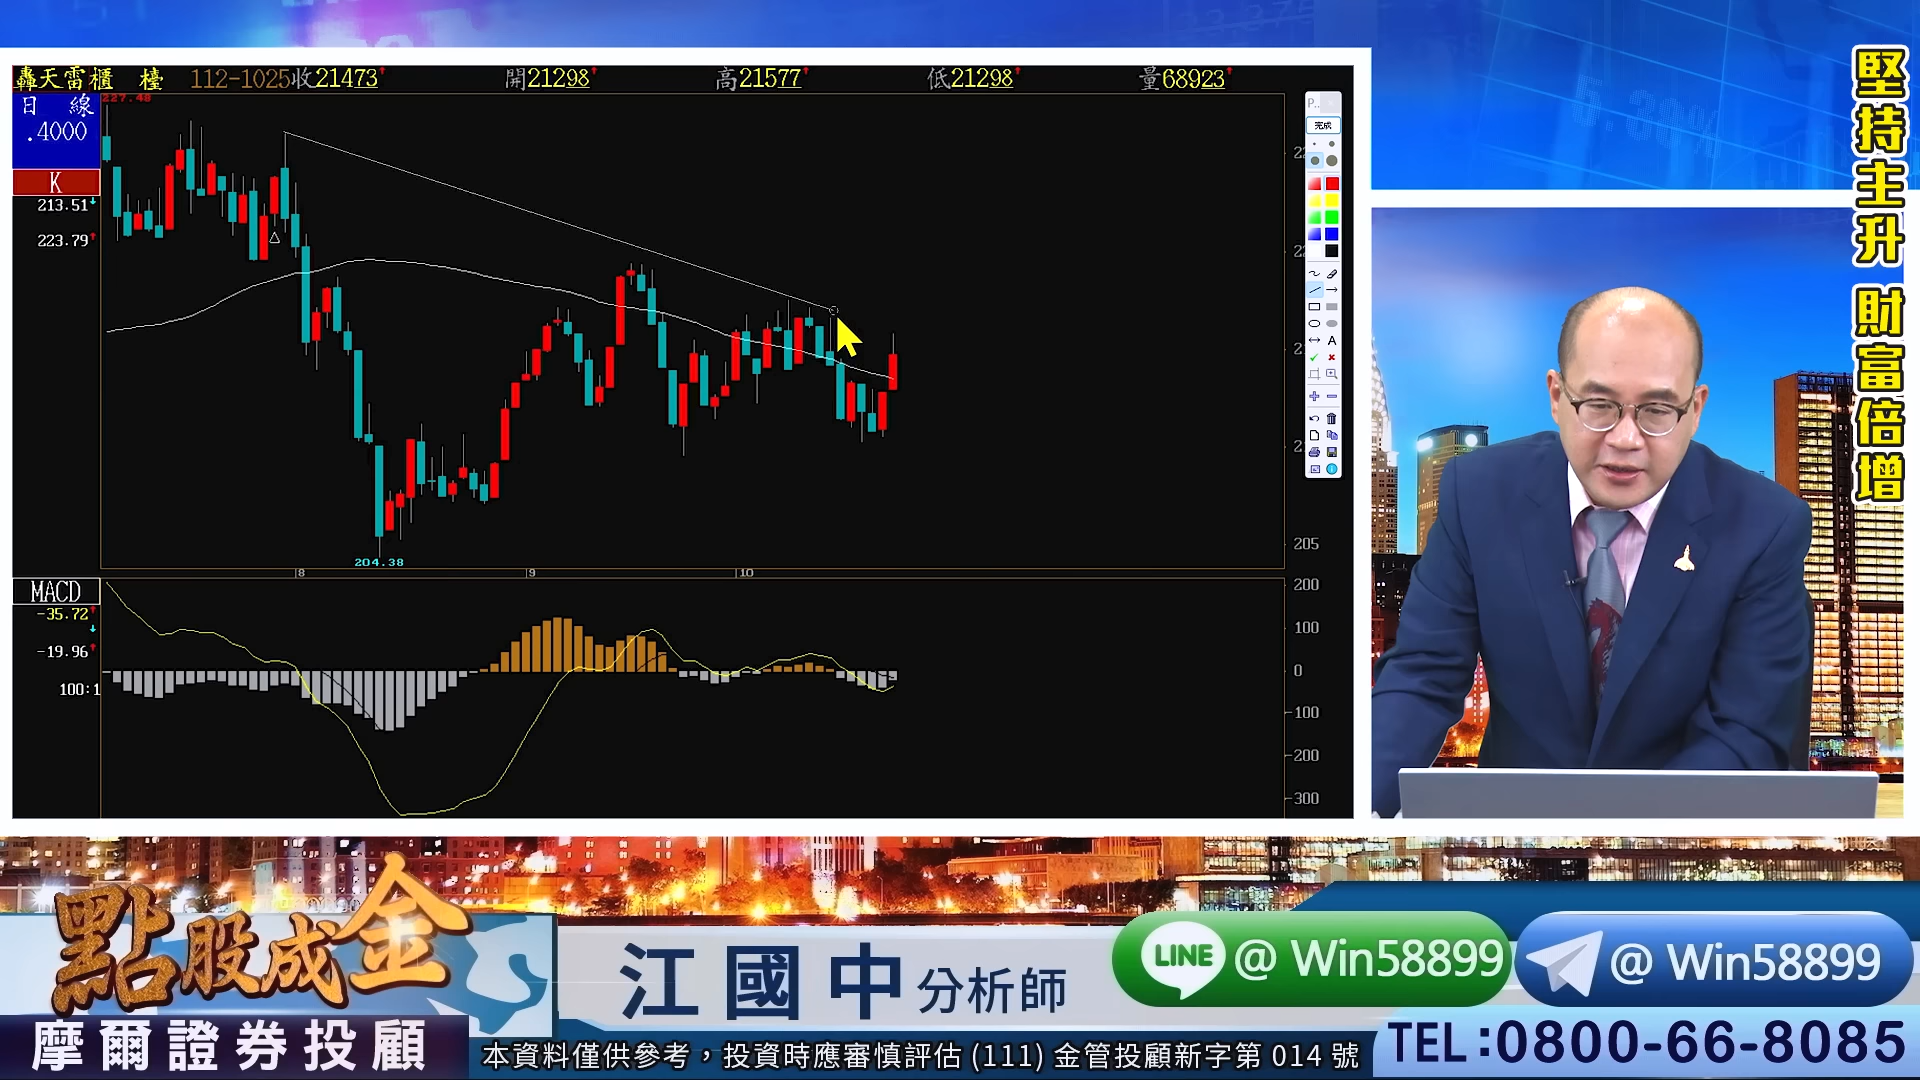 轟天雷櫃 檯 112-1025收21473 開21298 高21577 低21298 量68923
日 線
.4000
K
213.51
223.79
227.48
204.38
205
8
9
10
MACD
-35.72
-19.96
100:1
200
100
0
-100
-200
-300
P..
完成
A
堅持主升 財富倍增
點股成金
摩爾證券投顧
江國中 分析師
LINE @ Win58899
@ Win58899
TEL:0800-66-8085
本資料僅供參考，投資時應審慎評估 (111) 金管投顧新字第 014 號